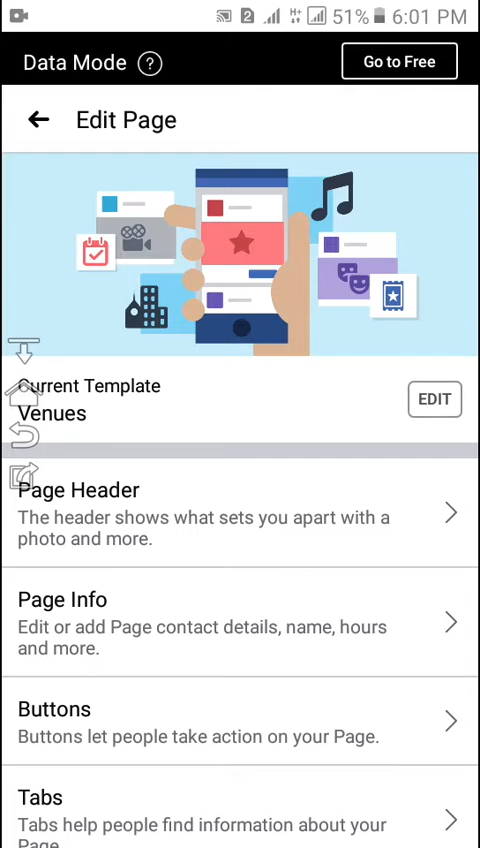 2 H+ 51% 6:01 PM
Data Mode ? Go to Free
Edit Page
Current Template
Venues
EDIT
Page Header
The header shows what sets you apart with a
photo and more.
Page Info
Edit or add Page contact details, name, hours
and more.
Buttons
Buttons let people take action on your Page.
Tabs
Tabs help people find information about your
Page